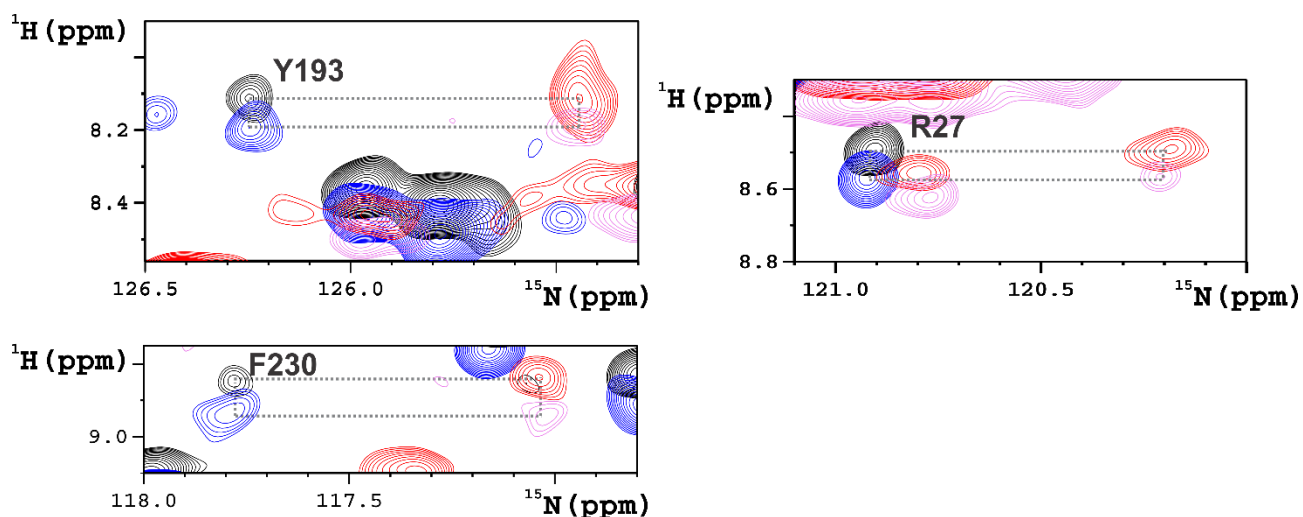 ¹H(ppm)
Y193
8.2
8.4
126.5
126.0
¹⁵N(ppm)
¹H(ppm)
R27
8.6
8.8
121.0
120.5
¹⁵N(ppm)
¹H(ppm)
F230
9.0
118.0
117.5
¹⁵N(ppm)